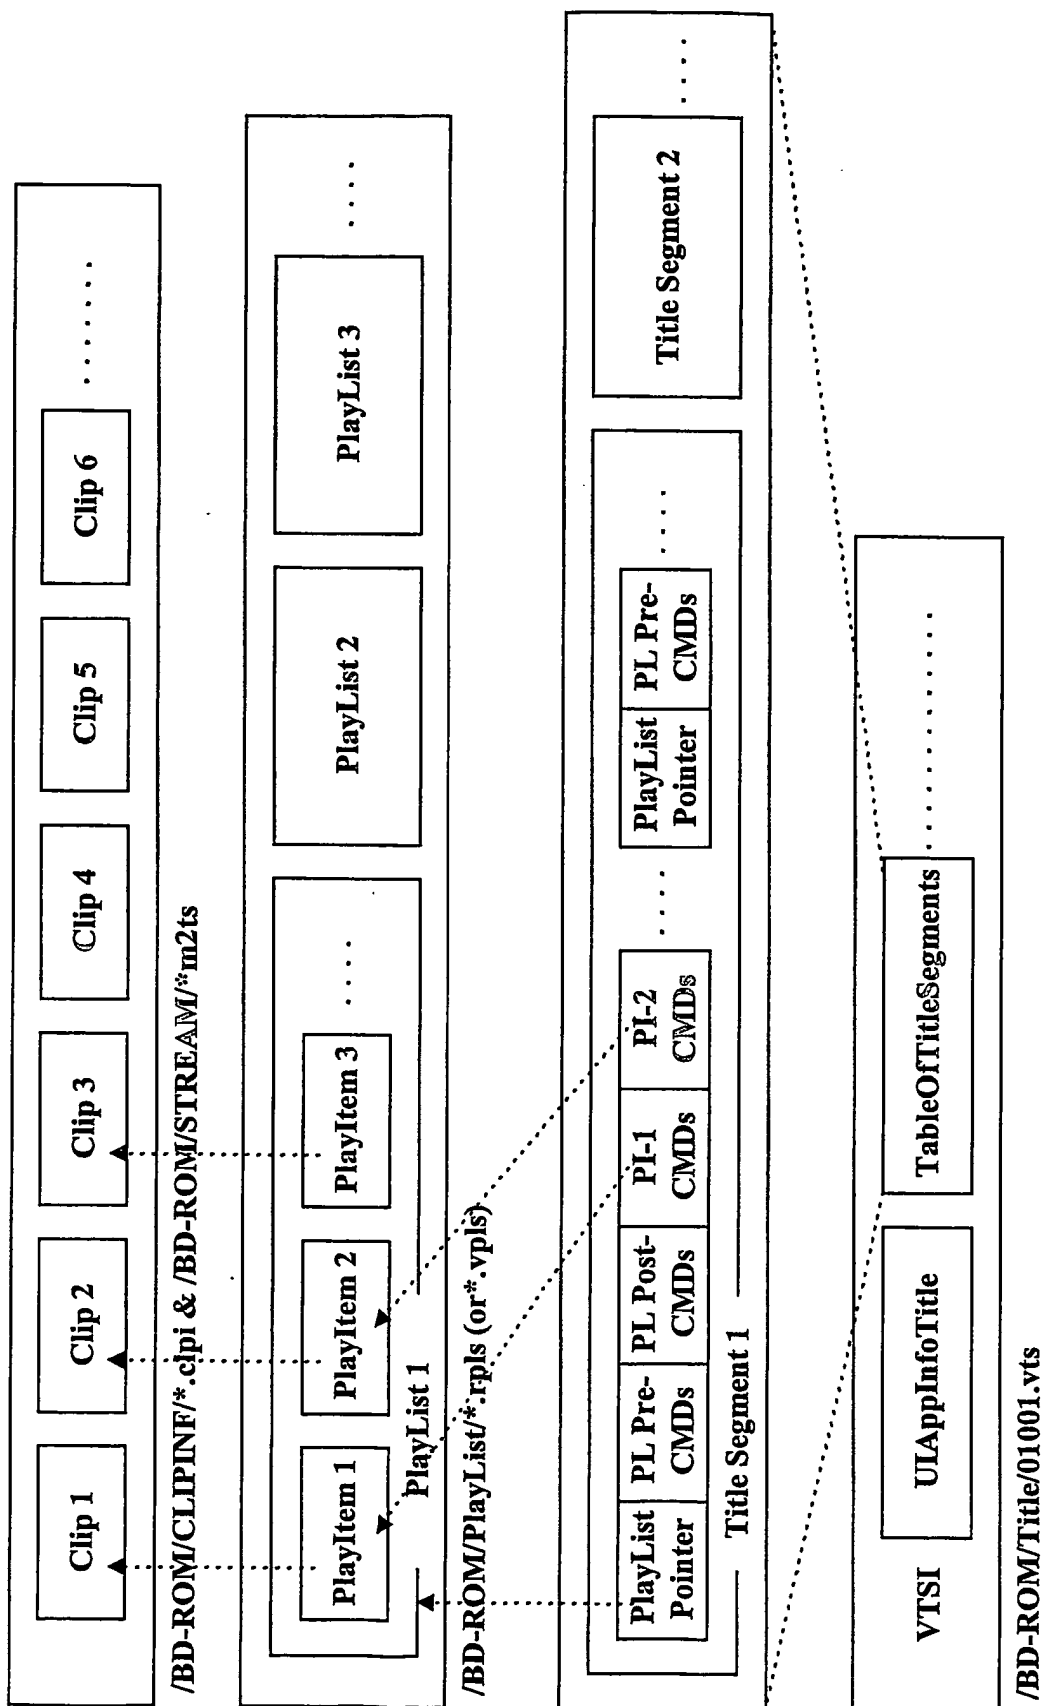 Clip 1
Clip 2
Clip 3
Clip 4
Clip 5
Clip 6
. . . . . . .
/BD-ROM/CLIPINF/*.clpi & /BD-ROM/STREAM/*m2ts
PlayItem 1
PlayItem 2
PlayItem 3
. . . .
PlayList 1
PlayList 2
PlayList 3
. . . .
/BD-ROM/PlayList/*.rpls (or*.vpls)
PlayList
Pointer
PL Pre-
CMDs
PL Post-
CMDs
PI-1
CMDs
PI-2
CMDs
. . . .
PlayList
Pointer
PL Pre-
CMDs
. . . .
Title Segment 1
Title Segment 2
. . . .
VTSI
UIAppInfoTitle
TableOfTitleSegments
. . . . . . . . . . . .
/BD-ROM/Title/01001.vts